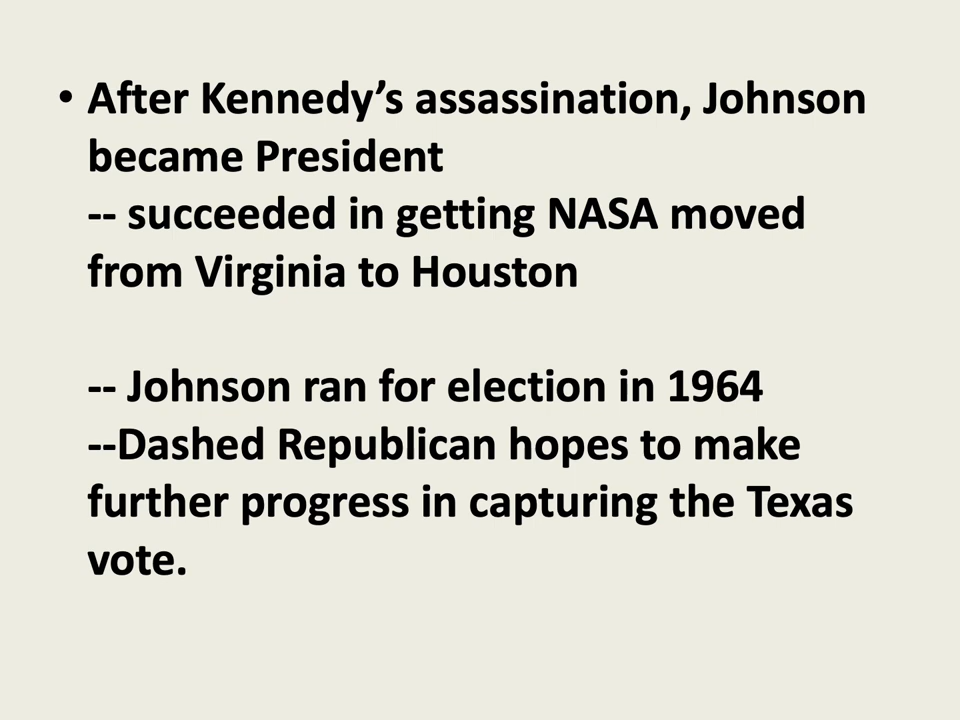 • After Kennedy’s assassination, Johnson
became President
-- succeeded in getting NASA moved
from Virginia to Houston
-- Johnson ran for election in 1964
--Dashed Republican hopes to make
further progress in capturing the Texas
vote.